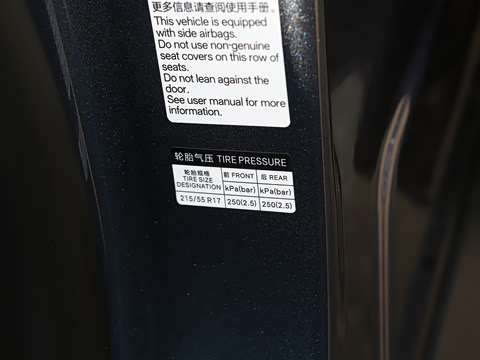 更多信息请查阅使用手册。
This vehicle is equipped
with side airbags.
Do not use non-genuine
seat covers on this row of
seats.
Do not lean against the
door.
See user manual for more
information.
轮胎气压 TIRE PRESSURE
轮胎规格 前 FRONT 后 REAR
TIRE SIZE
DESIGNATION kPa(bar) kPa(bar)
215/55 R17 250(2.5) 250(2.5)